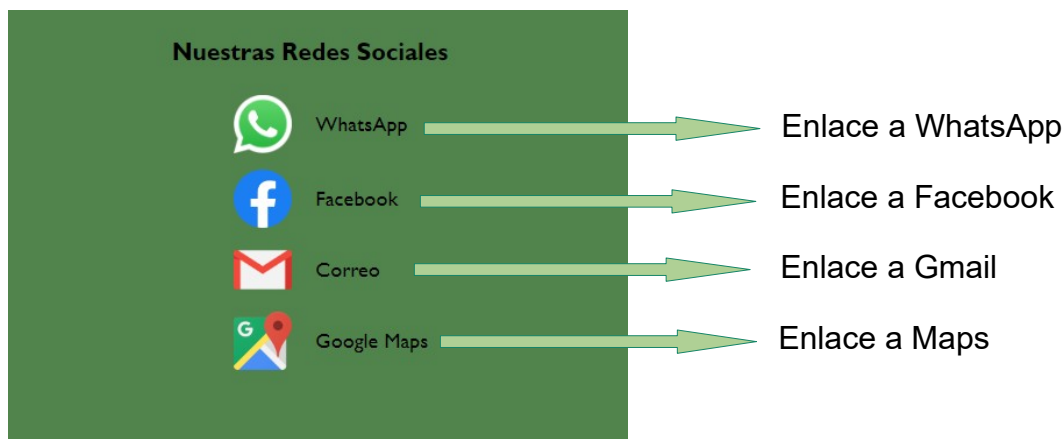 Nuestras Redes Sociales
WhatsApp Enlace a WhatsApp
Facebook Enlace a Facebook
Correo Enlace a Gmail
G
Google Maps Enlace a Maps